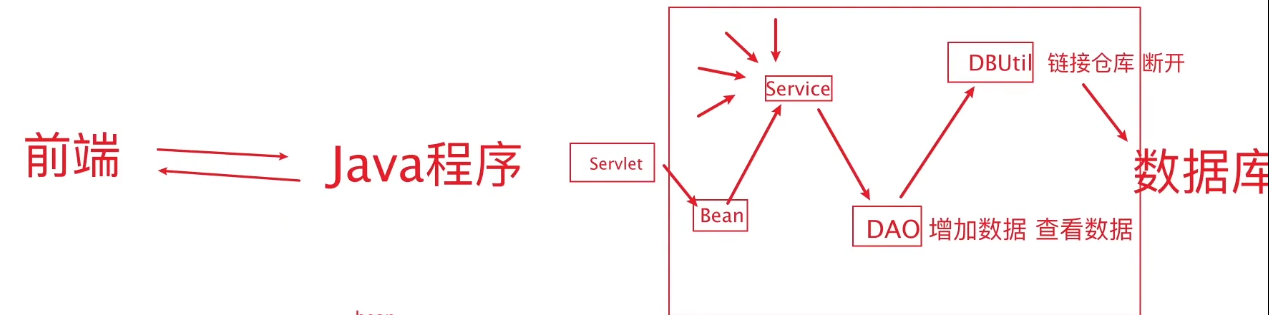 DBUtil 链接仓库 断开
Service
前端
Java程序
Servlet
数据库
Bean
DAO 增加数据 查看数据